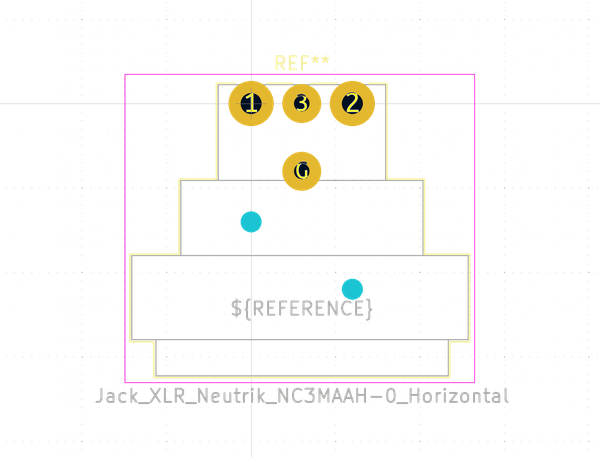 REF**
1 3 2
G
${REFERENCE}
Jack_XLR_Neutrik_NC3MAAH-0_Horizontal